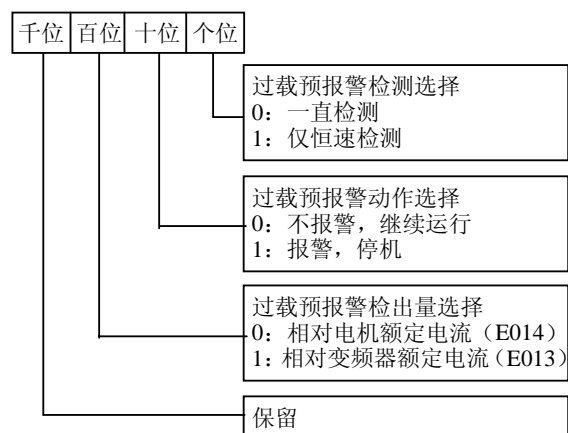 千位 百位 十位 个位
过载预报警检测选择
0：一直检测
1：仅恒速检测
过载预报警动作选择
0：不报警，继续运行
1：报警，停机
过载预报警检出量选择
0：相对电机额定电流（E014）
1：相对变频器额定电流（E013）
保留